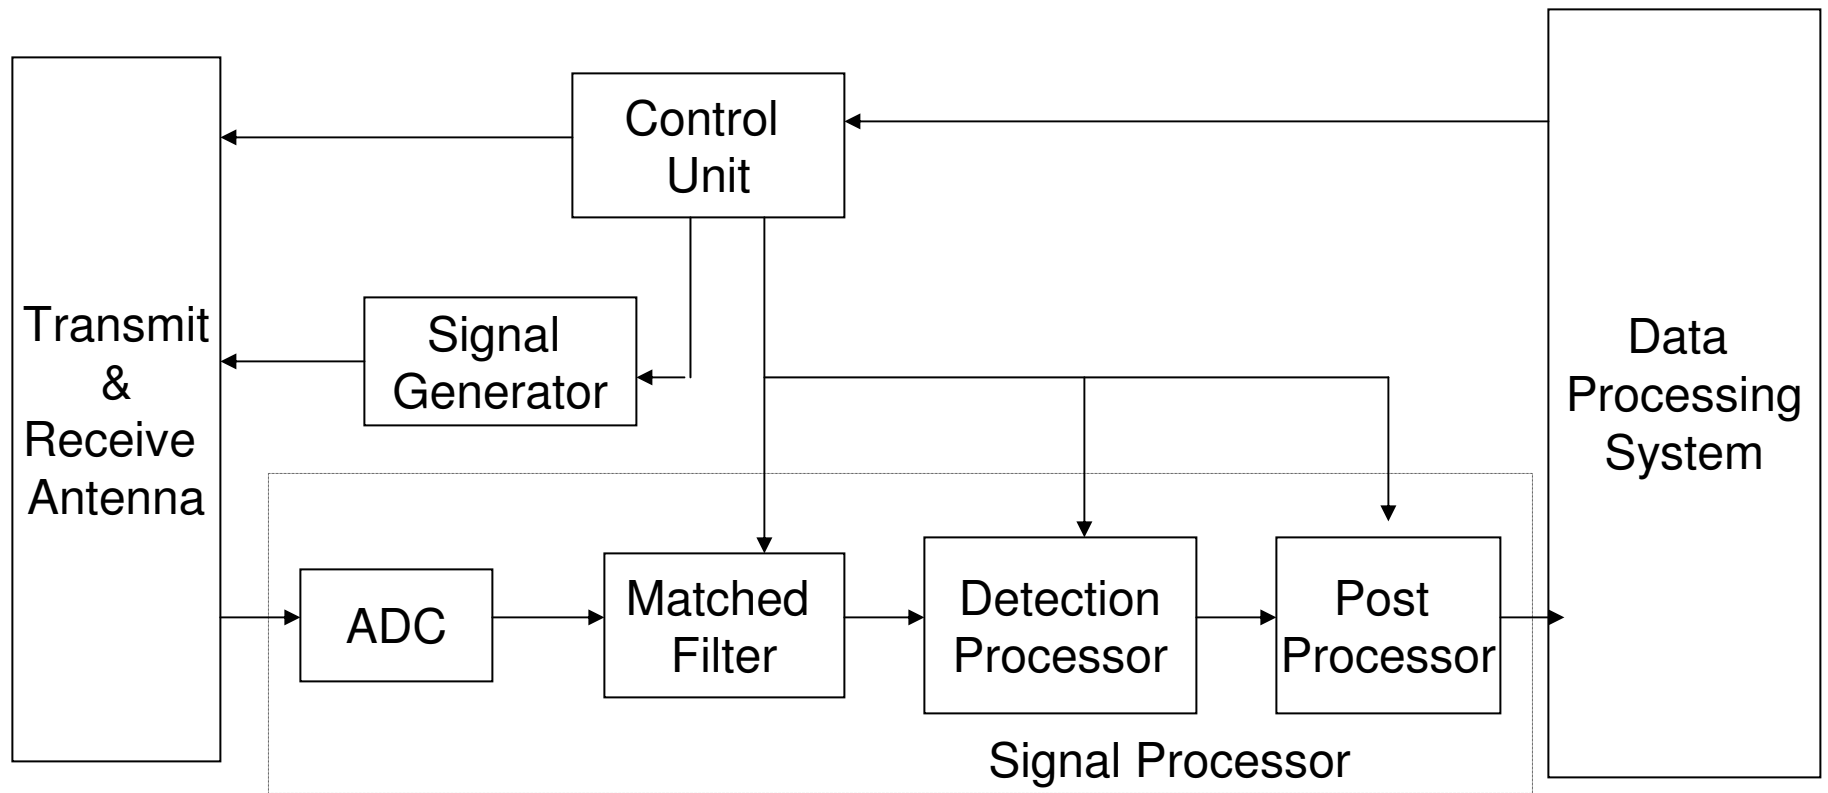 Control
Unit
Transmit
&
Receive
Antenna
Signal
Generator
Data
Processing
System
ADC
Matched
Filter
Detection
Processor
Post
Processor
Signal Processor